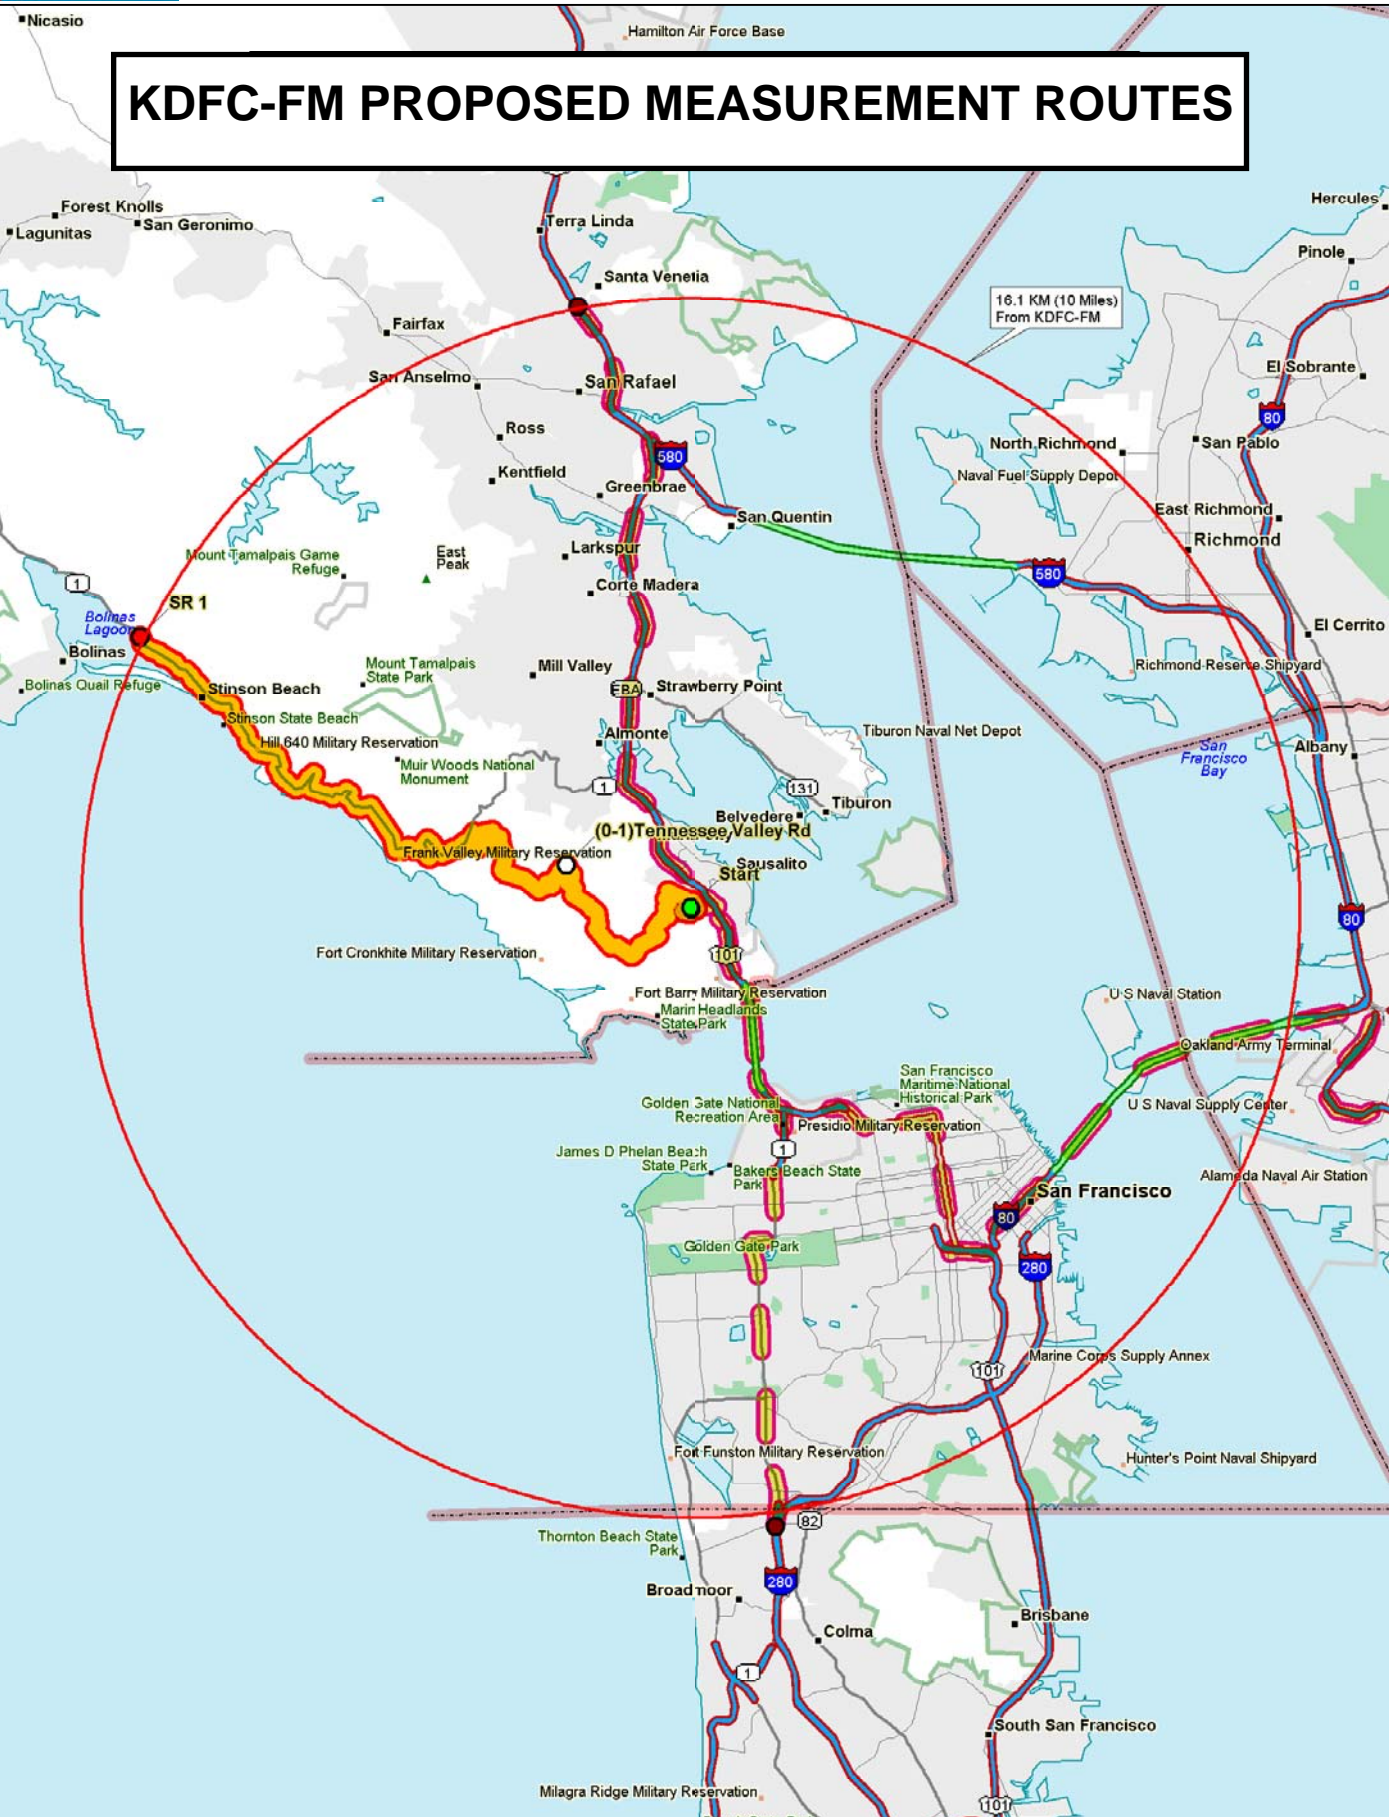 Nicasio
Hamilton Air Force Base
KDFC-FM PROPOSED MEASUREMENT ROUTES
Forest Knolls
San Geronimo
Lagunitas
Terra Linda
Hercules
Pinole
Santa Venetia
16.1 KM (10 Miles)
From KDFC-FM
Fairfax
San Anselmo
San Rafael
El Sobrante
80
Ross
580
North Richmond
San Pablo
Kentfield
Greenbrae
Naval Fuel Supply Depot
San Quentin
East Richmond
Richmond
Larkspur
East
Peak
Mount Tamalpais Game
Refuge
Corte Madera
580
1
SR 1
Bolinas
Lagoon
Bolinas
El Cerrito
Mount Tamalpais
State Park
Mill Valley
Richmond Reserve Shipyard
Bolinas Quail Refuge
Stinson Beach
EBA
Strawberry Point
Stinson State Beach
Hill 640 Military Reservation
Almonte
Tiburon Naval Net Depot
San
Francisco
Bay
Albany
Muir Woods National
Monument
1
131
Tiburon
Belvedere
(0-1)Tennessee Valley Rd
Frank Valley Military Reservation
Sausalito
Start
80
Fort Cronkhite Military Reservation
101
Fort Barry Military Reservation
U S Naval Station
Marin Headlands
State Park
Oakland Army Terminal
San Francisco
Maritime National
Historical Park
Golden Gate National
Recreation Area
U S Naval Supply Center
Presidio Military Reservation
1
James D Phelan Beach
State Park
Bakers Beach State
Park
Alameda Naval Air Station
San Francisco
80
Golden Gate Park
280
Marine Corps Supply Annex
101
Fort Funston Military Reservation
Hunter's Point Naval Shipyard
82
Thornton Beach State
Park
280
Broadmoor
Brisbane
Colma
1
South San Francisco
Milagra Ridge Military Reservation
101